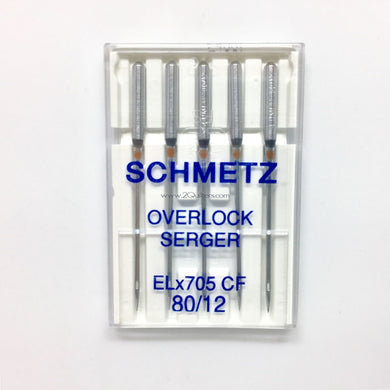 SCHMETZ
OVERLOCK
SERGER
ELx705 CF
80/12